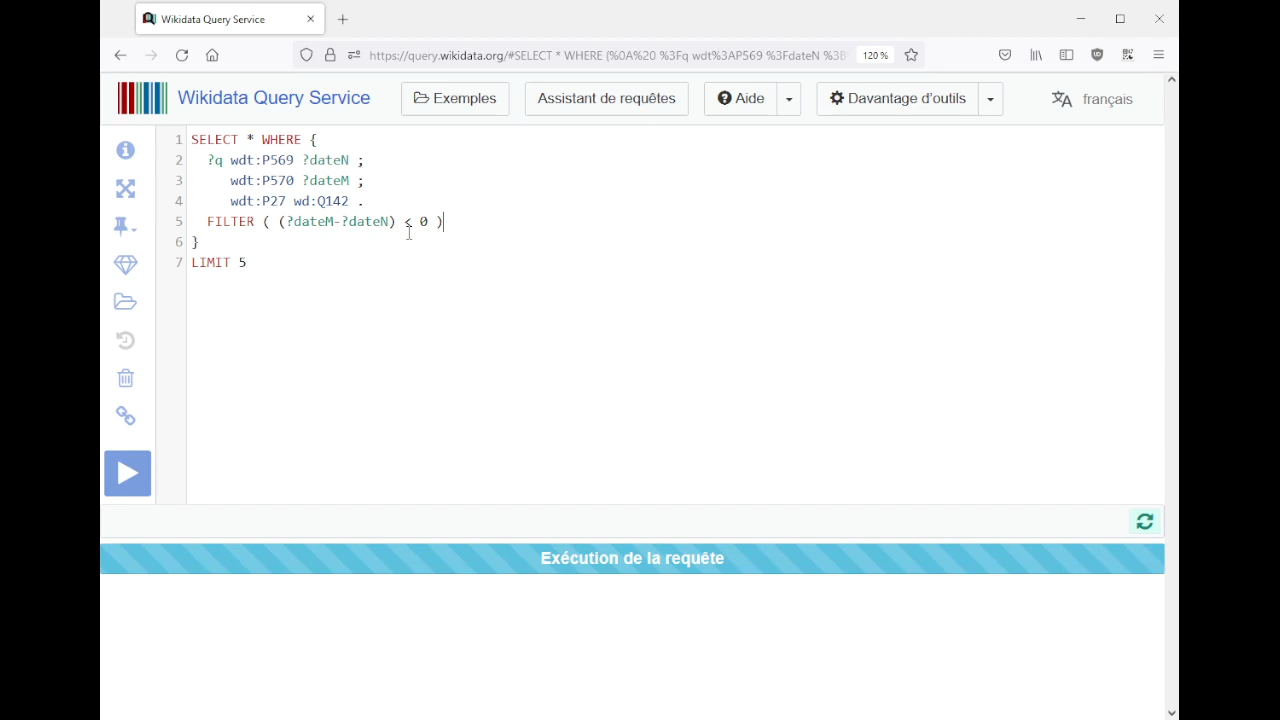 Wikidata Query Service
https://query.wikidata.org/#SELECT * WHERE {%0A%20 %3Fq wdt%3AP569 %3FdateN %3B
120 %
Wikidata Query Service
Exemples
Assistant de requêtes
Aide
Davantage d'outils
français
1 SELECT * WHERE {
2 ?q wdt:P569 ?dateN ;
3 wdt:P570 ?dateM ;
4 wdt:P27 wd:Q142 .
5 FILTER ( (?dateM-?dateN) < 0 )
6 }
7 LIMIT 5
Exécution de la requête